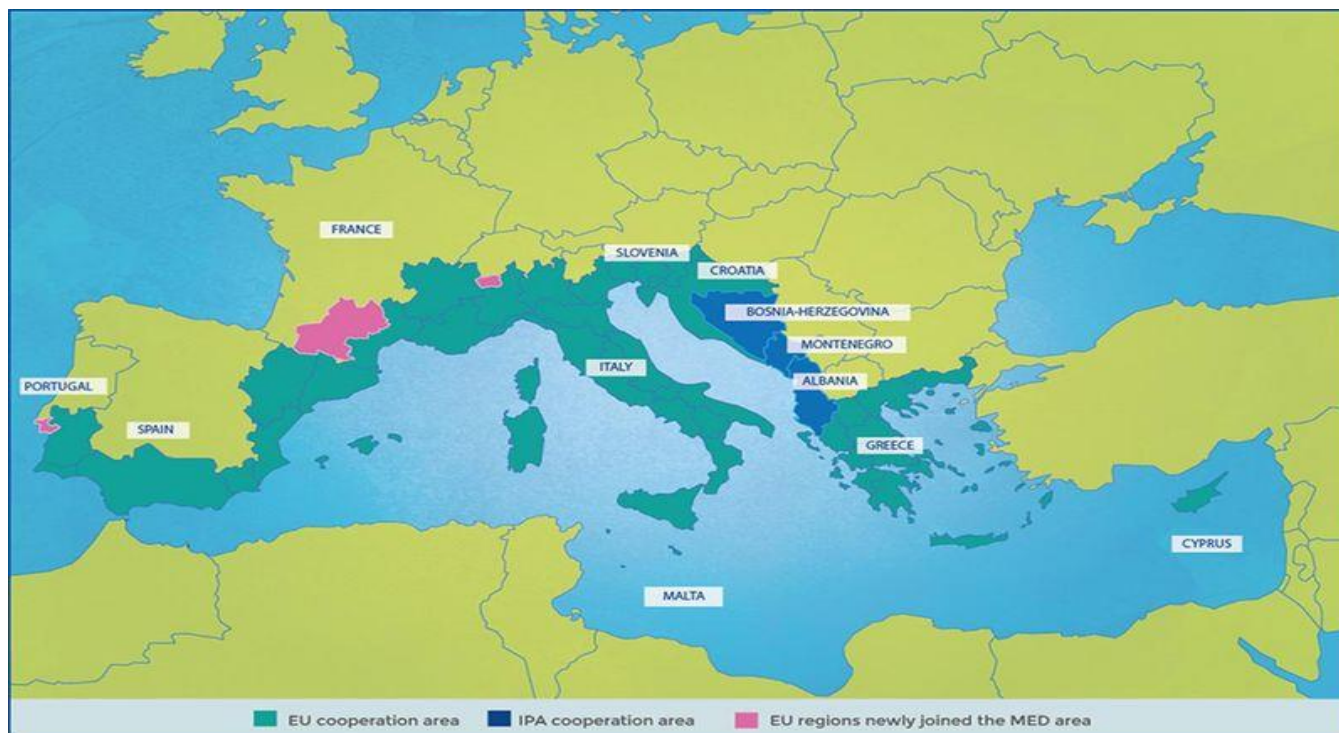 FRANCE
SLOVENIA
CROATIA
BOSNIA-HERZEGOVINA
MONTENEGRO
ITALY
ALBANIA
PORTUGAL
SPAIN
GREECE
CYPRUS
MALTA
EU cooperation area IPA cooperation area EU regions newly joined the MED area